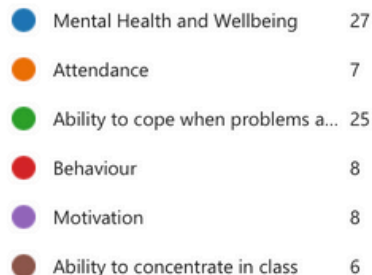 Mental Health and Wellbeing 27
Attendance 7
Ability to cope when problems a... 25
Behaviour 8
Motivation 8
Ability to concentrate in class 6